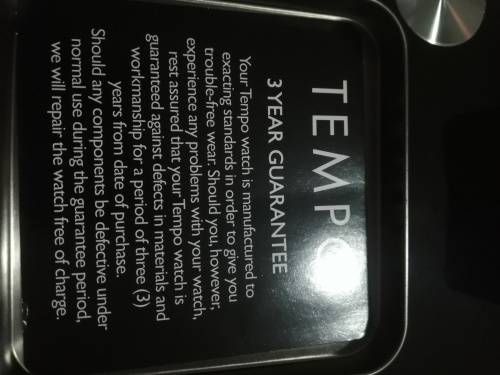 TEMPO
3 YEAR GUARANTEE
Your Tempo watch is manufactured to
exacting standards in order to give you
trouble-free wear. Should you, however,
experience any problems with your watch,
rest assured that your Tempo watch is
guaranteed against defects in materials and
workmanship for a period of three (3)
years from date of purchase.
Should any components be defective under
normal use during the guarantee period,
we will repair the watch free of charge.